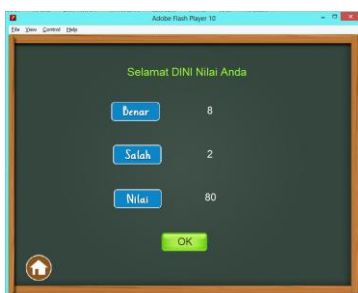 Adobe Flash Player 10
File View Control Help
Selamat DINI Nilai Anda
Benar 8
Salah 2
Nilai 80
OK